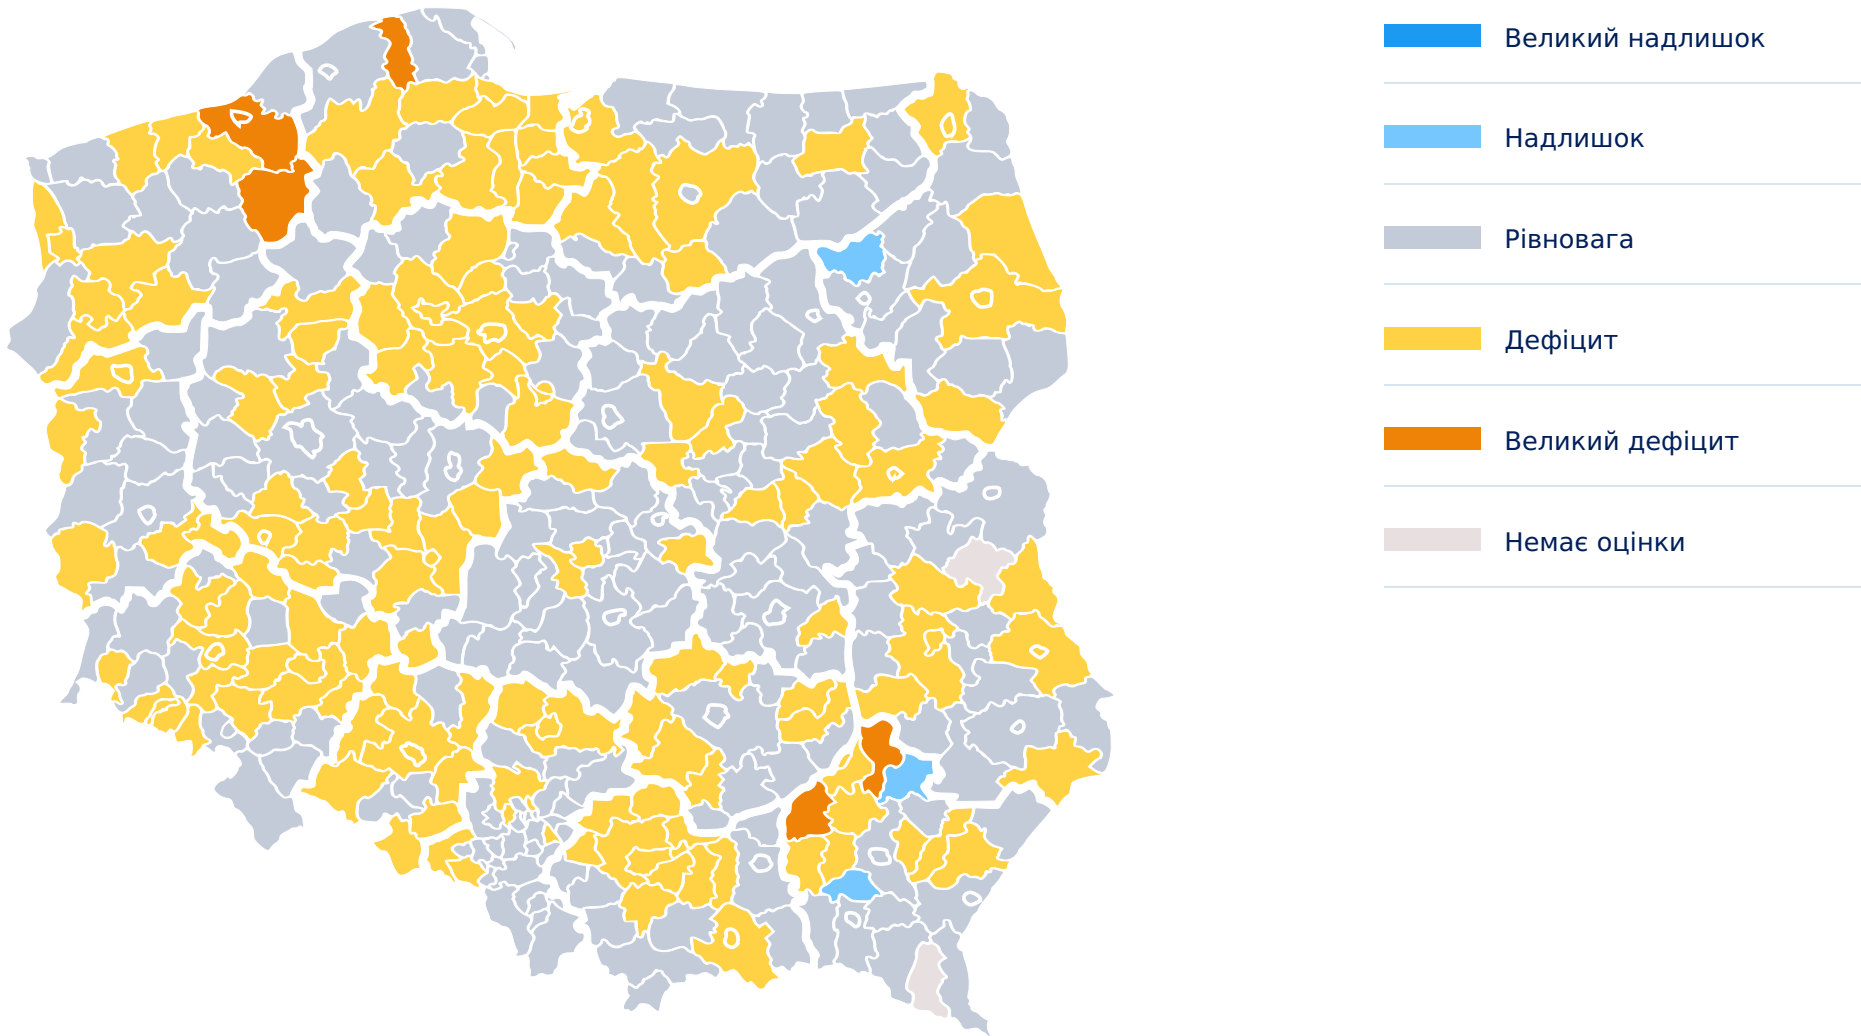 Великий надлишок
Надлишок
Рівновага
Дефіцит
Великий дефіцит
Немає оцінки